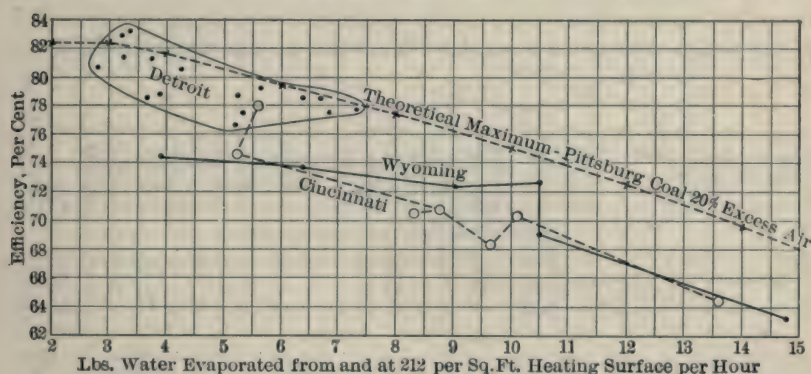 84
82
80
78
74
72
70
68
66
64
62
Efficiency, Per Cent
Detroit
Theoretical Maximum-Pittsburg Coal 20% Excess Air
Wyoming
Cincinnati
2 3 4 5 6 7 8 9 10 11 12 13 14 15
Lbs. Water Evaporated from and at 212 per Sq.Ft. Heating Surface per Hour